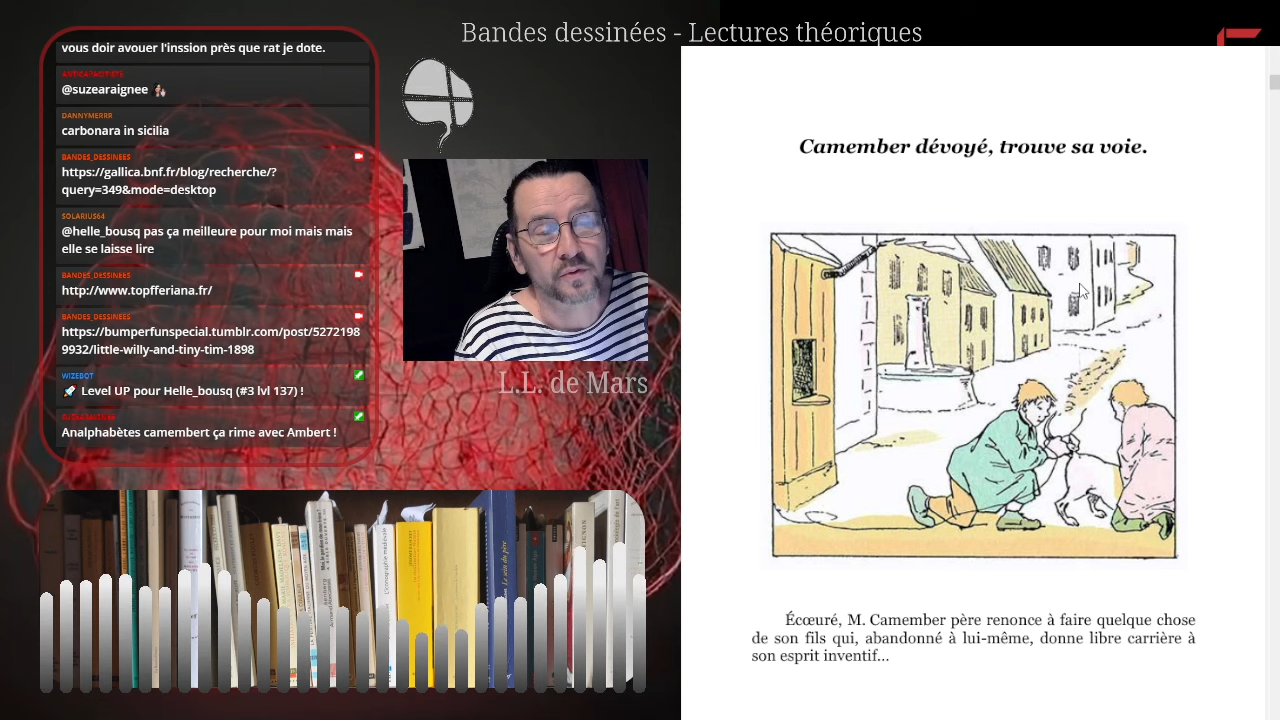 Bandes dessinées - Lectures théoriques
vous doir avouer l'inssion près que rat je dote.
@suzearaignee
DANNYMERRR
carbonara in sicilia
BANDES_DESSINEES
https://gallica.bnf.fr/blog/recherche/?
query=349&mode=desktop
SOLARIUS64
@helle_bousq pas ça meilleure pour moi mais mais
elle se laisse lire
BANDES_DESSINEES
http://www.topfferiana.fr/
BANDES_DESSINEES
https://bumperfunspecial.tumblr.com/post/5272198
9932/little-willy-and-tiny-tim-1898
WIZEBOT
Level UP pour Helle_bousq (#3 lvl 137) !
Analphabètes camembert ça rime avec Ambert !
L.L. de Mars
Camember dévoyé, trouve sa voie.
Écœuré, M. Camember père renonce à faire quelque chose
de son fils qui, abandonné à lui-même, donne libre carrière à
son esprit inventif...